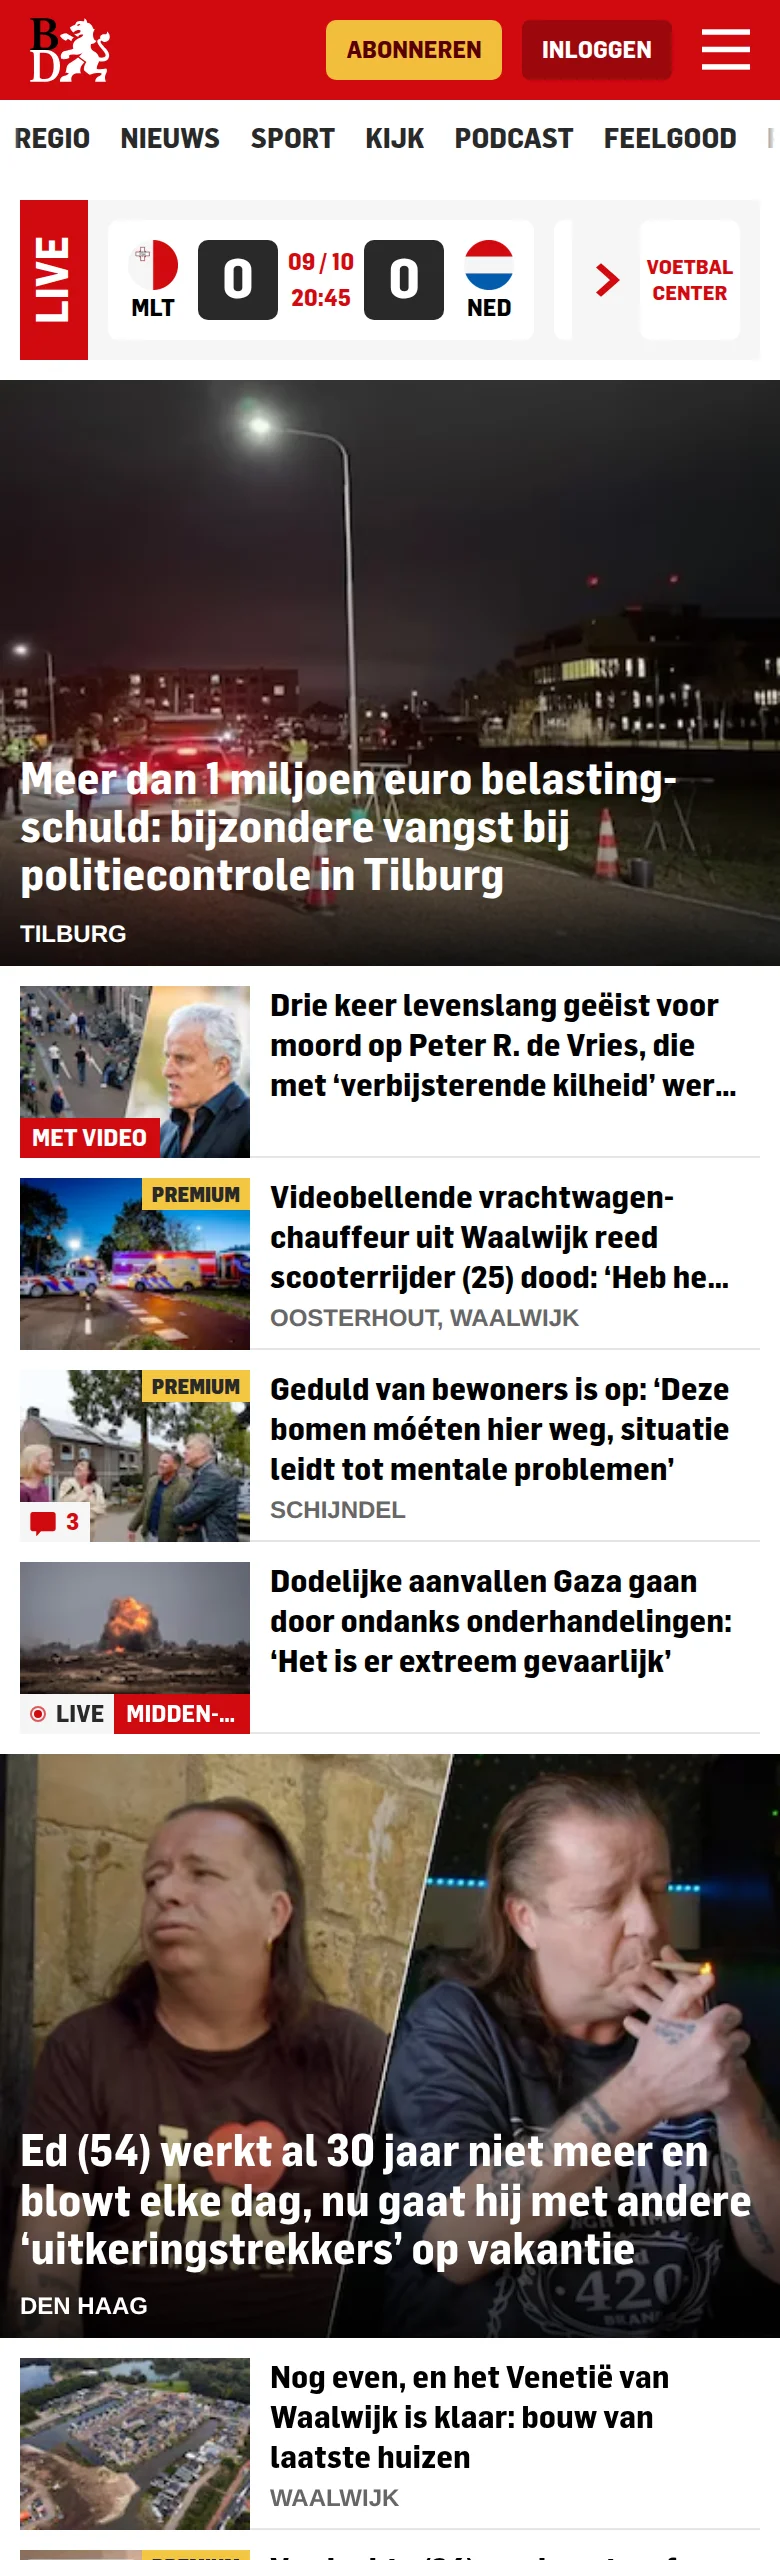 BD
ABONNEREN
INLOGGEN
REGIO NIEUWS SPORT KIJK PODCAST FEELGOOD
LIVE
MLT
0
09 / 10
20:45
0
NED
VOETBAL
CENTER
Meer dan 1 miljoen euro belasting-
schuld: bijzondere vangst bij
politiecontrole in Tilburg
TILBURG
MET VIDEO
Drie keer levenslang geëist voor
moord op Peter R. de Vries, die
met ‘verbijsterende kilheid’ wer...
PREMIUM
Videobellende vrachtwagen-
chauffeur uit Waalwijk reed
scooterrijder (25) dood: ‘Heb he...
OOSTERHOUT, WAALWIJK
PREMIUM
3
Geduld van bewoners is op: ‘Deze
bomen móéten hier weg, situatie
leidt tot mentale problemen’
SCHIJNDEL
LIVE
MIDDEN-...
Dodelijke aanvallen Gaza gaan
door ondanks onderhandelingen:
‘Het is er extreem gevaarlijk’
Ed (54) werkt al 30 jaar niet meer en
blowt elke dag, nu gaat hij met andere
‘uitkeringstrekkers’ op vakantie
420
DEN HAAG
Nog even, en het Venetië van
Waalwijk is klaar: bouw van
laatste huizen
WAALWIJK